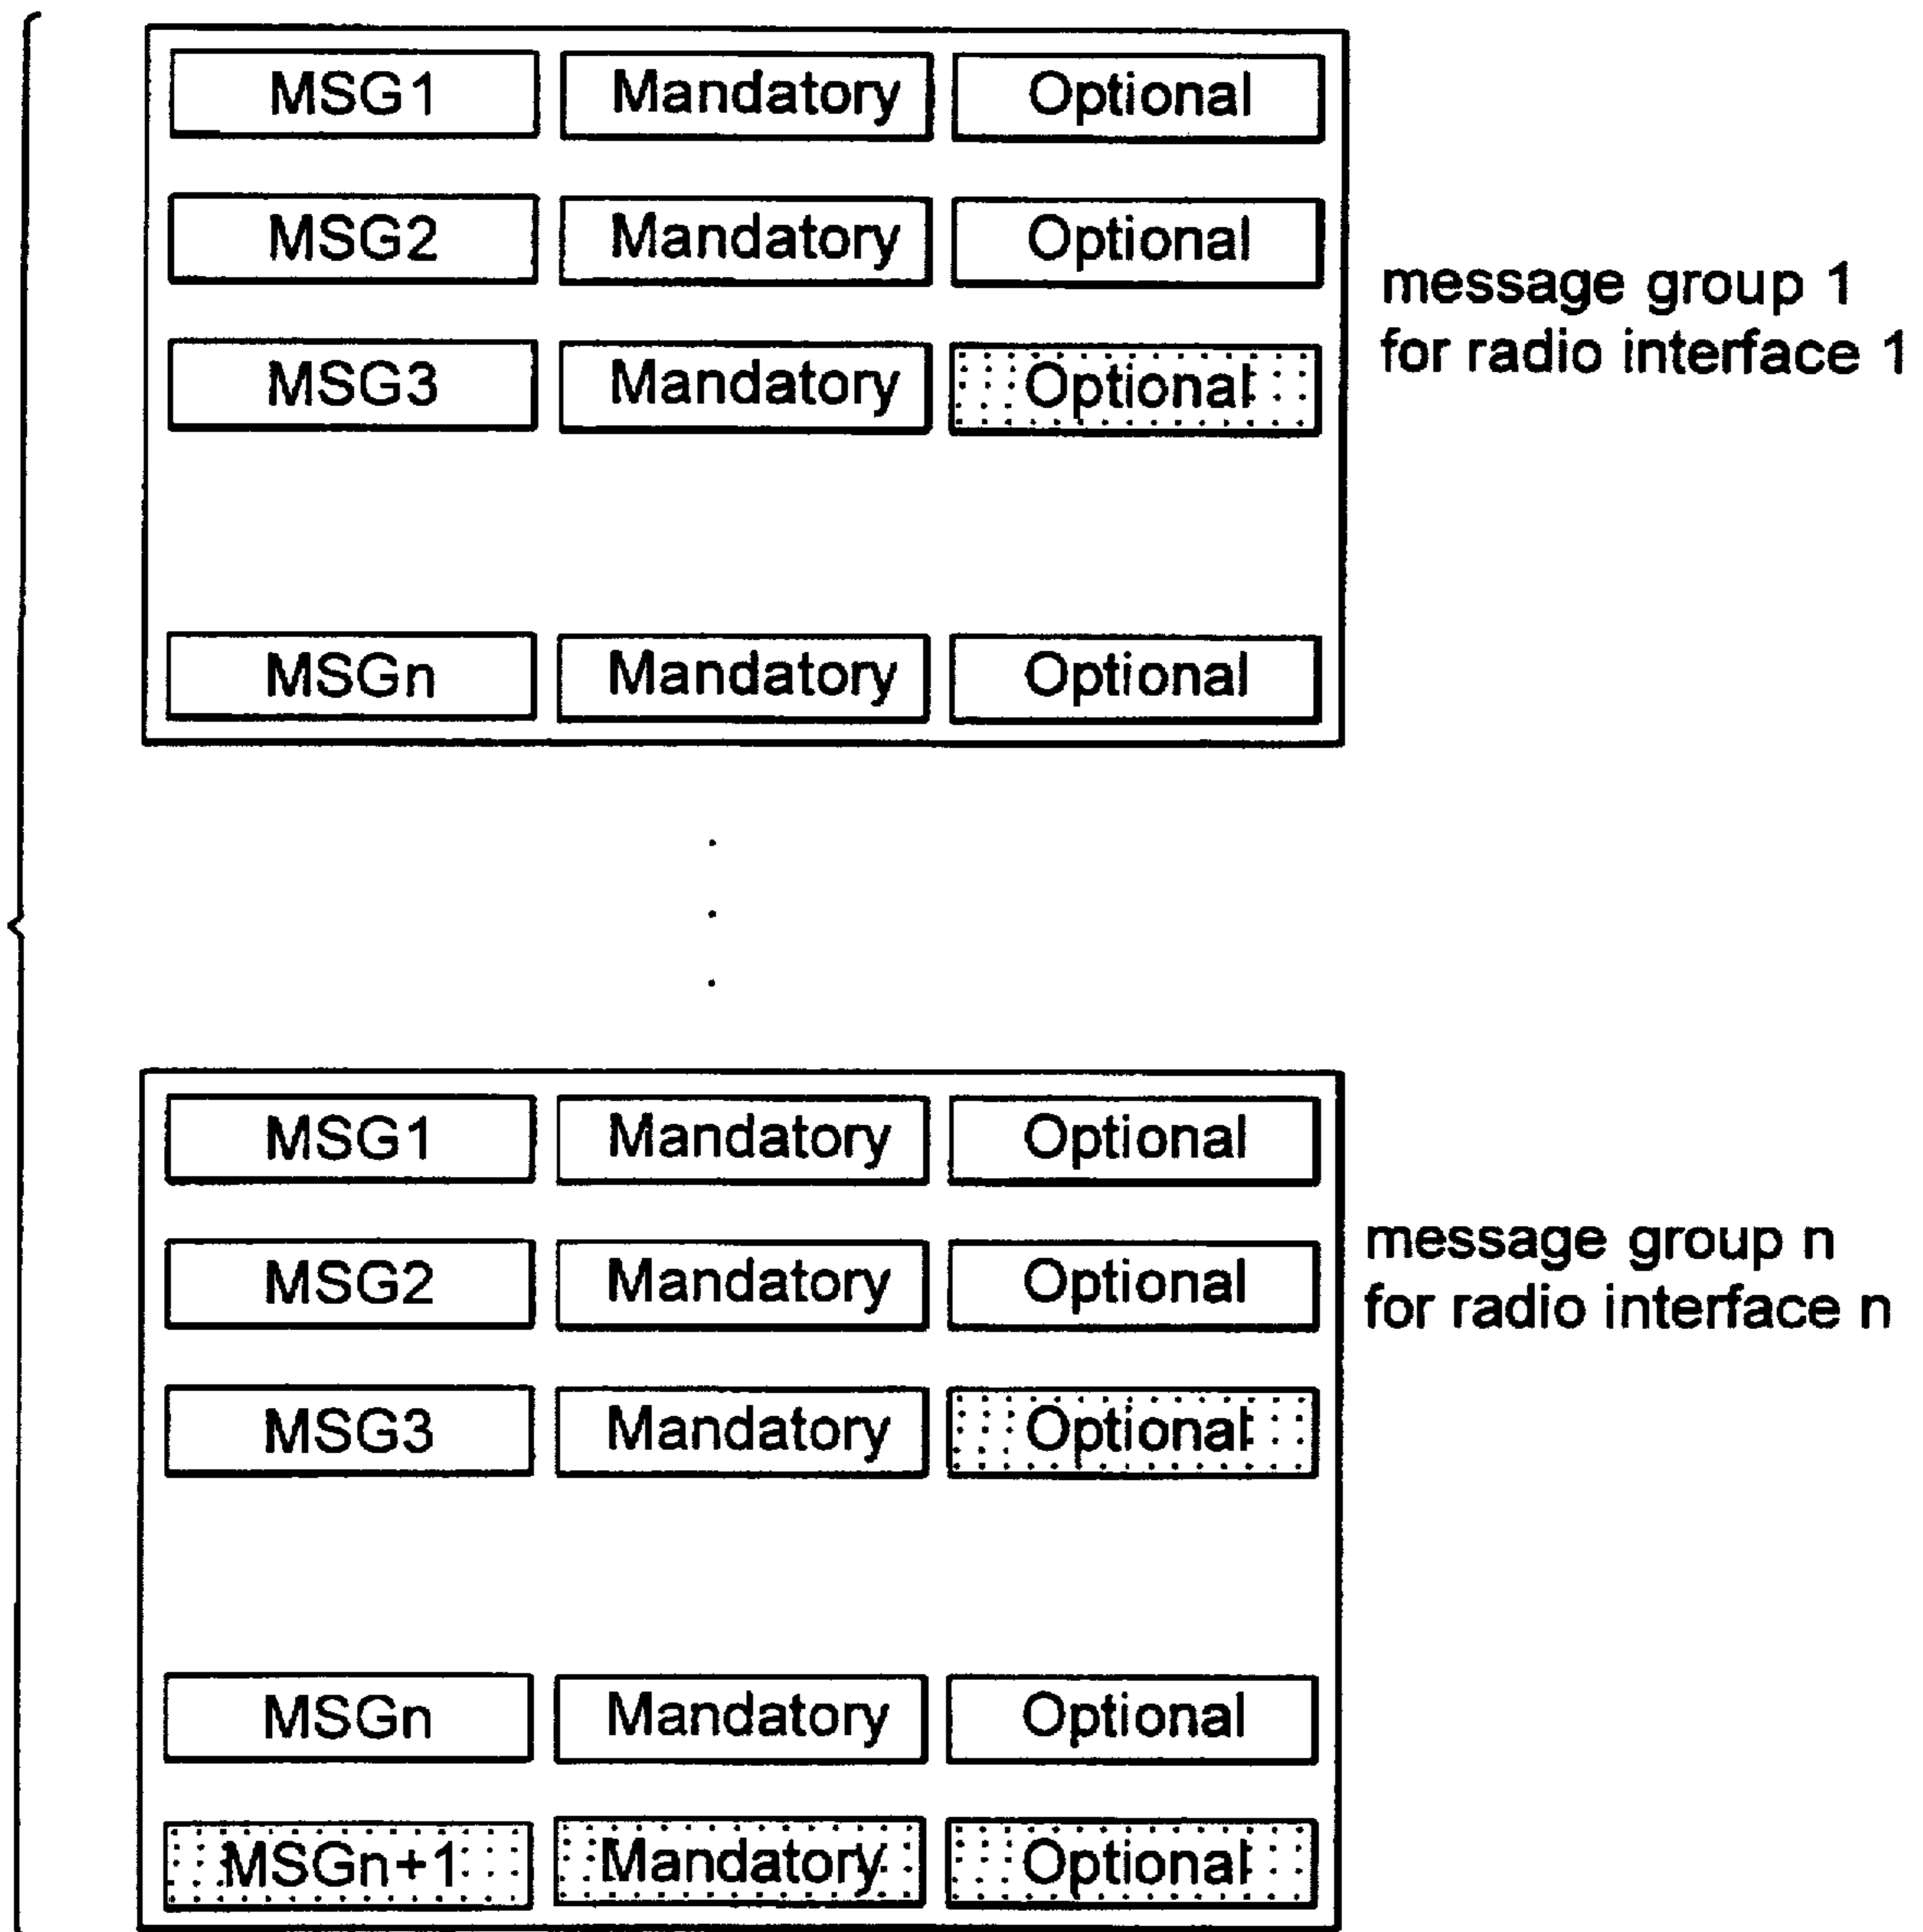 MSG1 Mandatory Optional
MSG2 Mandatory Optional
message group 1
for radio interface 1
MSG3 Mandatory Optional
MSGn Mandatory Optional
MSG1 Mandatory Optional
message group n
MSG2 Mandatory Optional
for radio interface n
MSG3 Mandatory Optional
MSGn Mandatory Optional
MSGn+1 Mandatory Optional